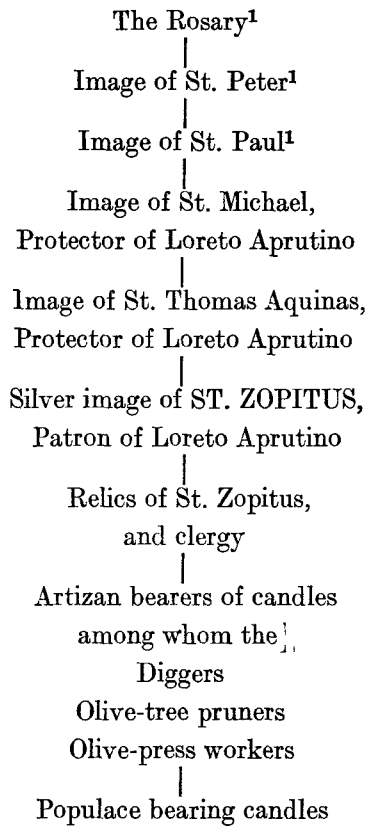 The Rosary¹
Image of St. Peter¹
Image of St. Paul¹
Image of St. Michael,
Protector of Loreto Aprutino
Image of St. Thomas Aquinas,
Protector of Loreto Aprutino
Silver image of ST. ZOPITUS,
Patron of Loreto Aprutino
Relics of St. Zopitus,
and clergy
Artizan bearers of candles
among whom the
Diggers
Olive-tree pruners
Olive-press workers
Populace bearing candles